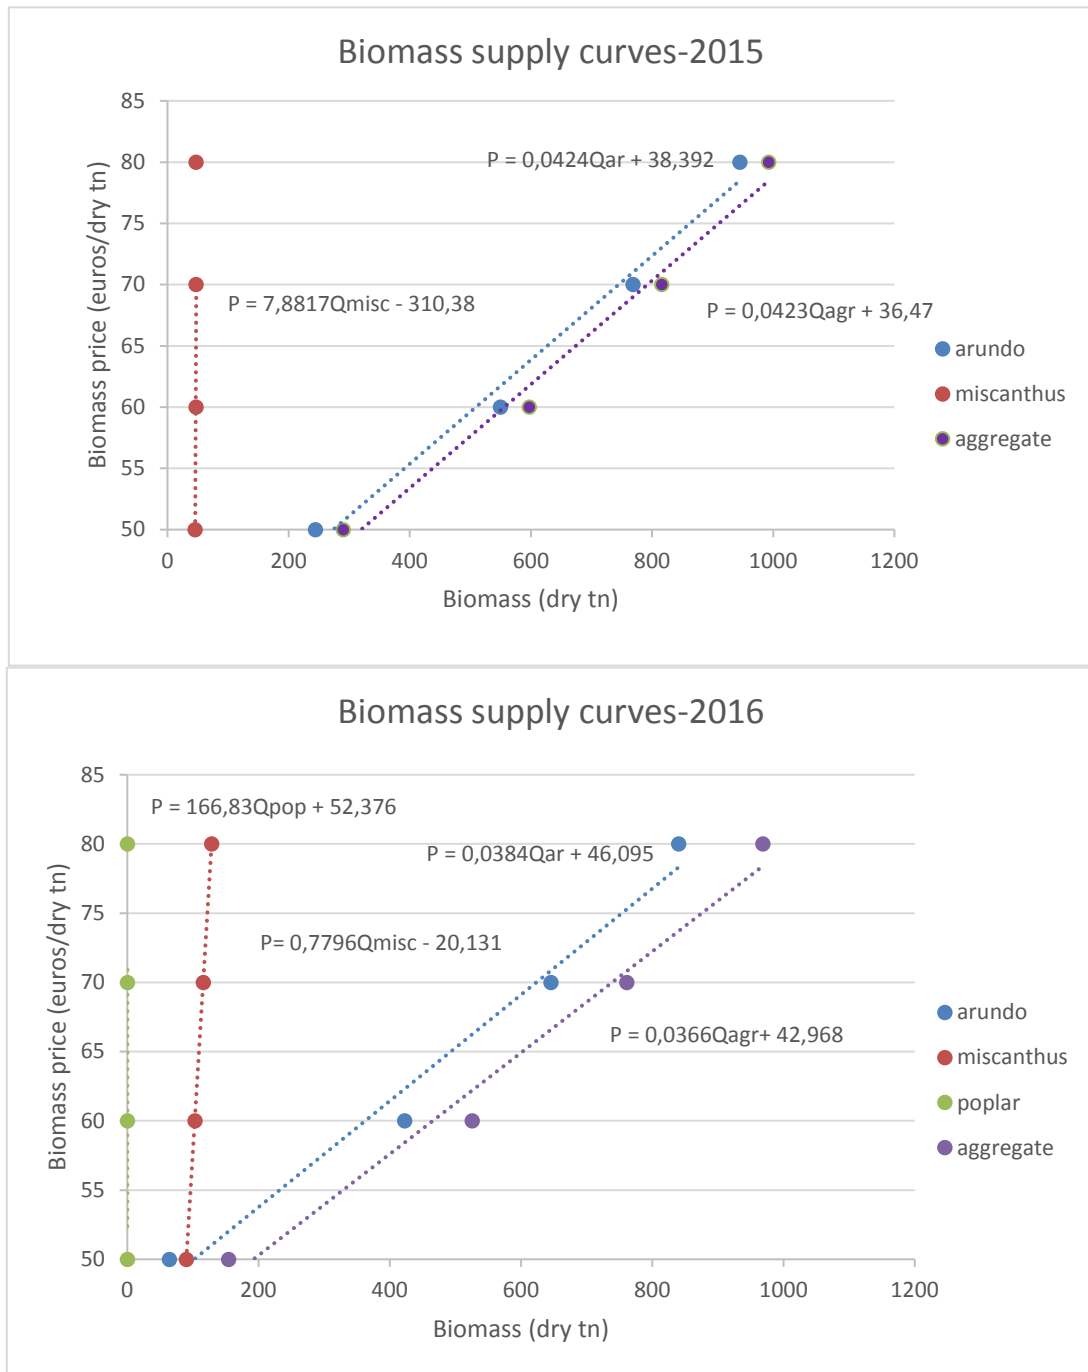 Biomass supply curves-2015
85
80
75
70
65
60
55
50
0
200
400
600
800
1000
1200
Biomass price (euros/dry tn)
Biomass (dry tn)
P = 0,0424Qar + 38,392
P = 7,8817Qmisc - 310,38
P = 0,0423Qagr + 36,47
arundo
miscanthus
aggregate
Biomass supply curves-2016
85
80
75
70
65
60
55
50
0
200
400
600
800
1000
1200
Biomass price (euros/dry tn)
Biomass (dry tn)
P = 166,83Qpop + 52,376
P = 0,0384Qar + 46,095
P= 0,7796Qmisc - 20,131
P = 0,0366Qagr+ 42,968
arundo
miscanthus
poplar
aggregate